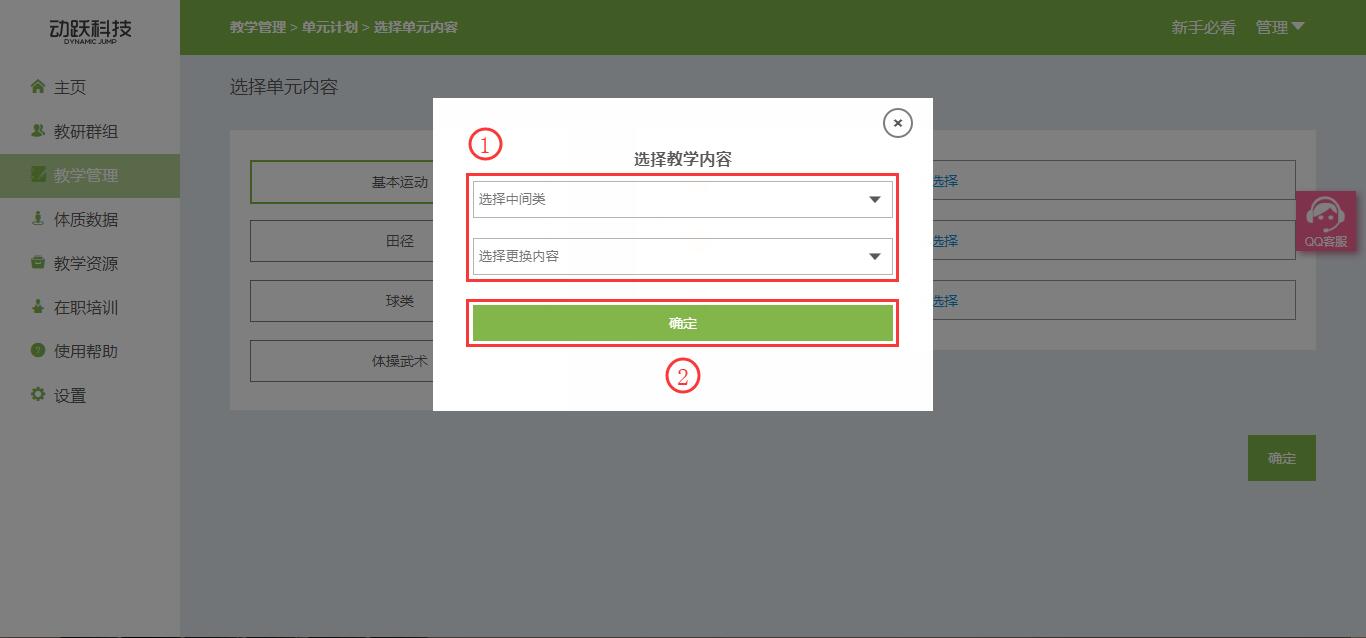 动跃科技
DYNAMIC JUMP
教学管理 > 单元计划 > 选择单元内容
新手必看 管理
主页
教研群组
教学管理
体质数据
教学资源
在职培训
使用帮助
设置
选择单元内容
基本运动
田径
球类
体操武术
选择
选择
选择
1
选择教学内容
选择中间类
选择更换内容
确定
2
QQ客服
确定